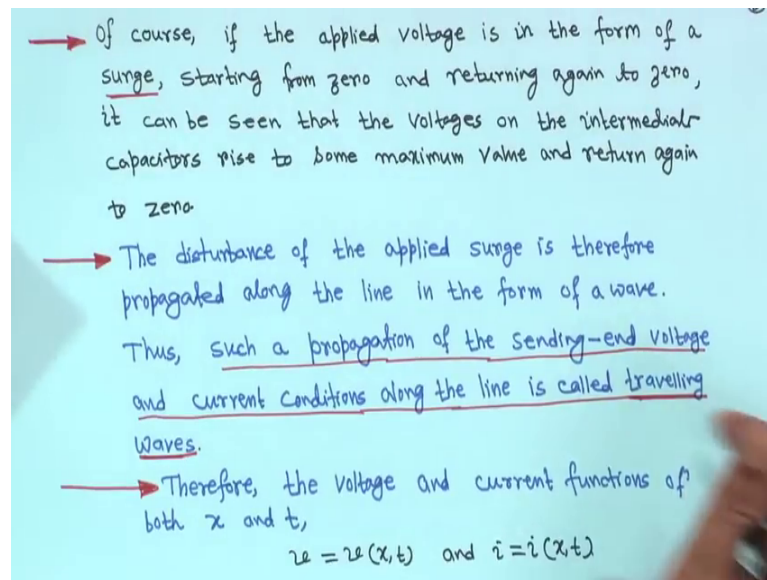 Of course, if the applied voltage is in the form of a
surge, starting from zero and returning again to zero,
it can be seen that the voltages on the intermediate
capacitors rise to some maximum value and return again
to zero
The disturbance of the applied surge is therefore
propagated along the line in the form of a wave.
Thus, such a propagation of the sending-end voltage
and current conditions along the line is called travelling
waves.
Therefore, the voltage and current functions of
both x and t,
v = v(x,t) and i = i(x,t)